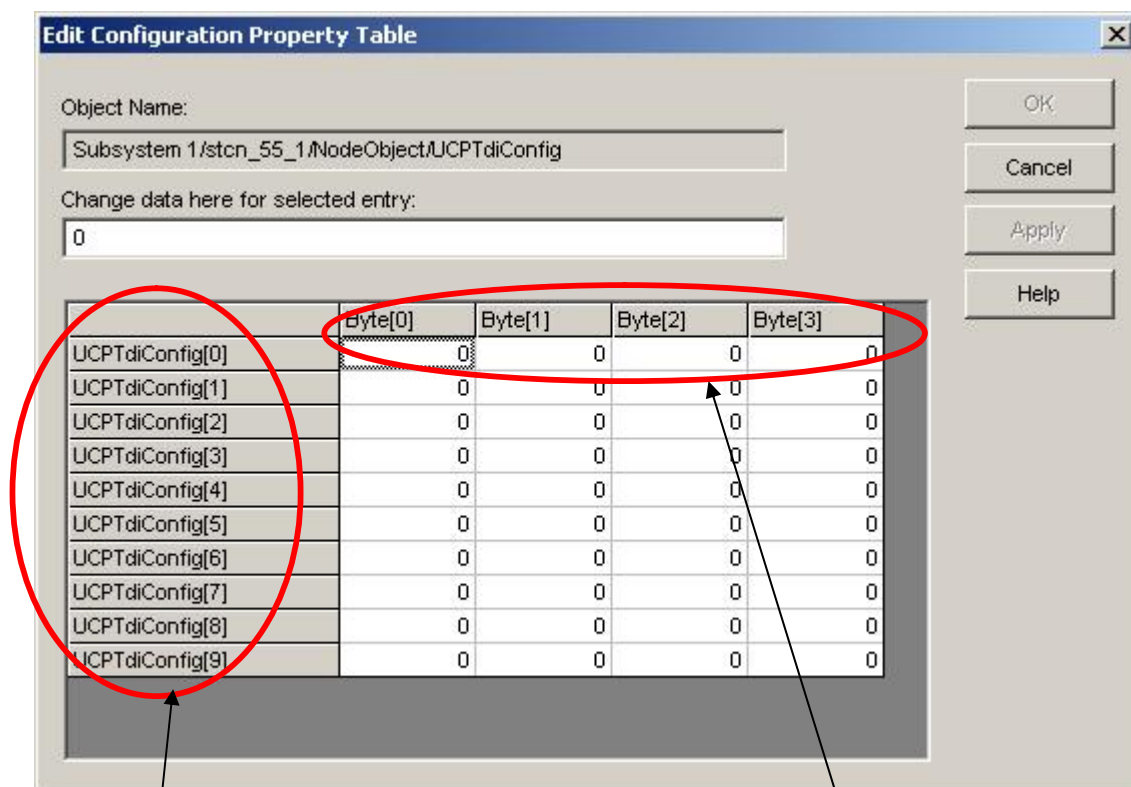 Edit Configuration Property Table
Object Name:
OK
Subsystem 1/stcn_55_1/NodeObject/UCPTdiConfig
Cancel
Change data here for selected entry:
0
Apply
Help
Byte[0] Byte[1] Byte[2] Byte[3]
UCPTdiConfig[0] 0 0 0 0
UCPTdiConfig[1] 0 0 0 0
UCPTdiConfig[2] 0 0 0 0
UCPTdiConfig[3] 0 0 0 0
UCPTdiConfig[4] 0 0 0 0
UCPTdiConfig[5] 0 0 0 0
UCPTdiConfig[6] 0 0 0 0
UCPTdiConfig[7] 0 0 0 0
UCPTdiConfig[8] 0 0 0 0
UCPTdiConfig[9] 0 0 0 0